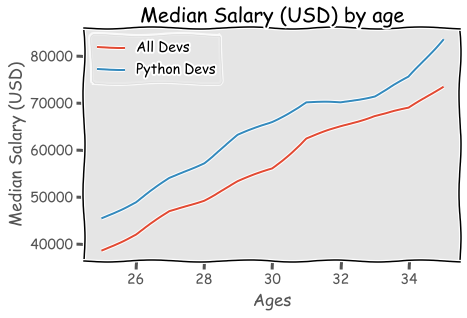 Median Salary (USD) by age
All Devs
Python Devs
Median Salary (USD)
80000
70000
60000
50000
40000
26 28 30 32 34
Ages